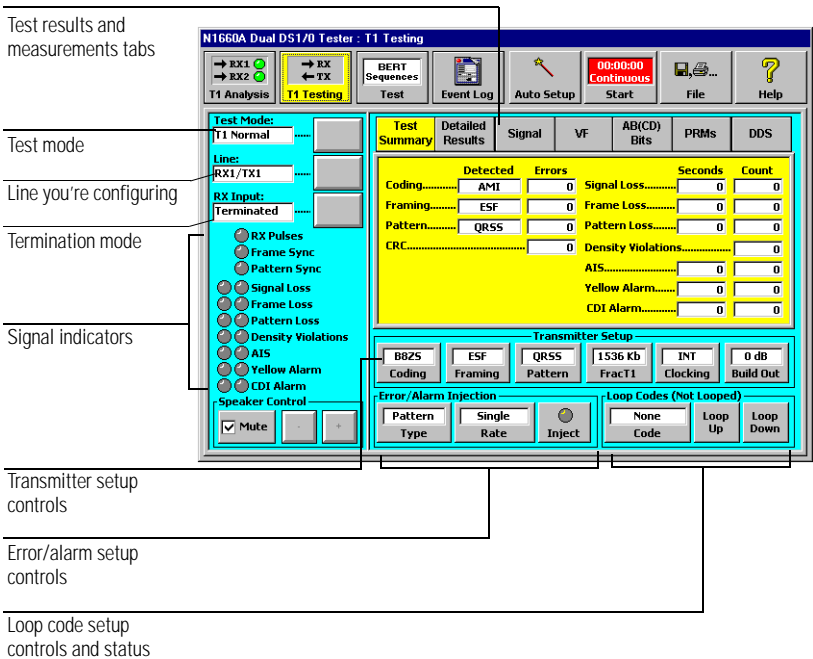 Test results and
measurements tabs
Test mode
Line you're configuring
Termination mode
Signal indicators
Transmitter setup
controls
Error/alarm setup
controls
Loop code setup
controls and status
N1660A Dual DS1/0 Tester : T1 Testing
RX1
RX2
T1 Analysis
RX
TX
T1 Testing
BERT
Sequences
Test
Event Log
Auto Setup
00:00:00
Continuous
Start
File
Help
Test Mode:
T1 Normal
Line:
RX1/TX1
RX Input:
Terminated
RX Pulses
Frame Sync
Pattern Sync
Signal Loss
Frame Loss
Pattern Loss
Density Violations
AIS
Yellow Alarm
CDI Alarm
Speaker Control
Mute
-
+
Test
Summary
Detailed
Results
Signal
VF
AB(CD)
Bits
PRMs
DDS
Detected Errors Seconds Count
Coding............ AMI 0 Signal Loss.......... 0 0
Framing......... ESF 0 Frame Loss.......... 0 0
Pattern.......... QRSS 0 Pattern Loss........ 0 0
CRC.................................. 0 Density Violations................ 0
AIS....................... 0 0
Yellow Alarm....... 0 0
CDI Alarm............ 0 0
Transmitter Setup
B8ZS
Coding
ESF
Framing
QRSS
Pattern
1536 Kb
FracT1
INT
Clocking
0 dB
Build Out
Error/Alarm Injection
Pattern
Type
Single
Rate
Inject
Loop Codes (Not Looped)
None
Code
Loop
Up
Loop
Down